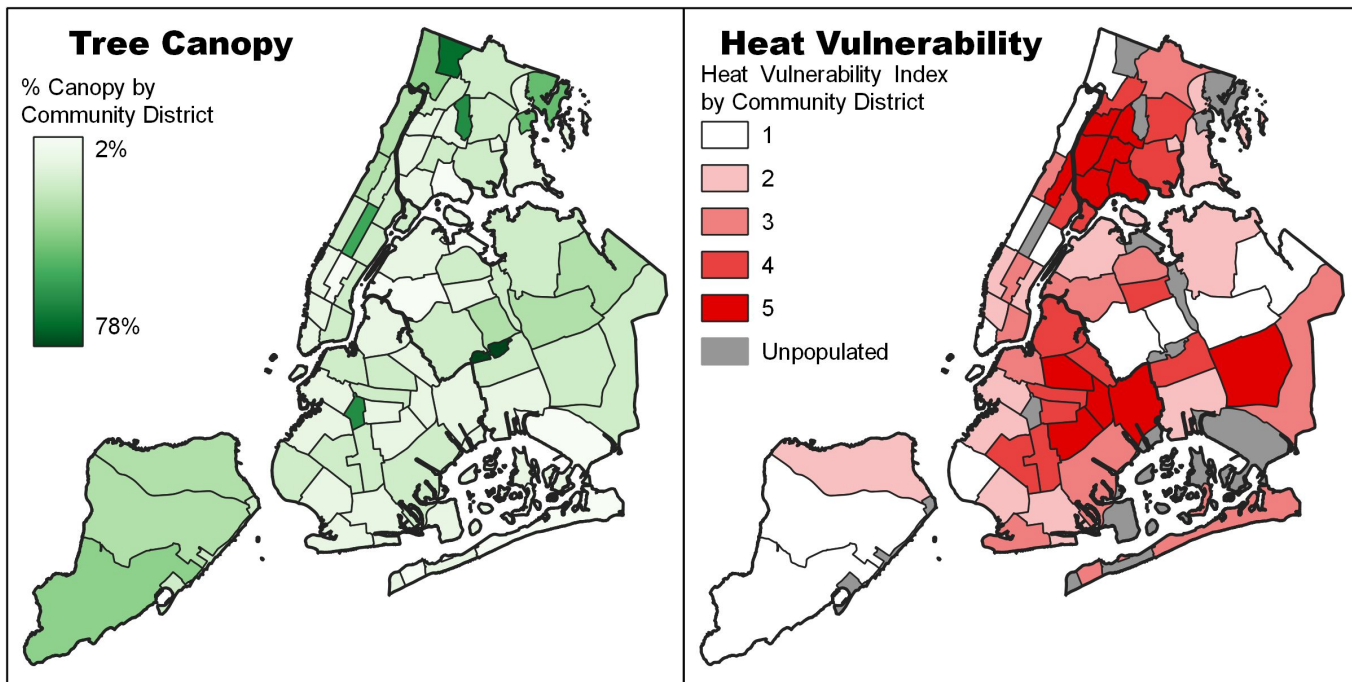 Tree Canopy
% Canopy by
Community District
2%
78%
Heat Vulnerability
Heat Vulnerability Index
by Community District
1
2
3
4
5
Unpopulated